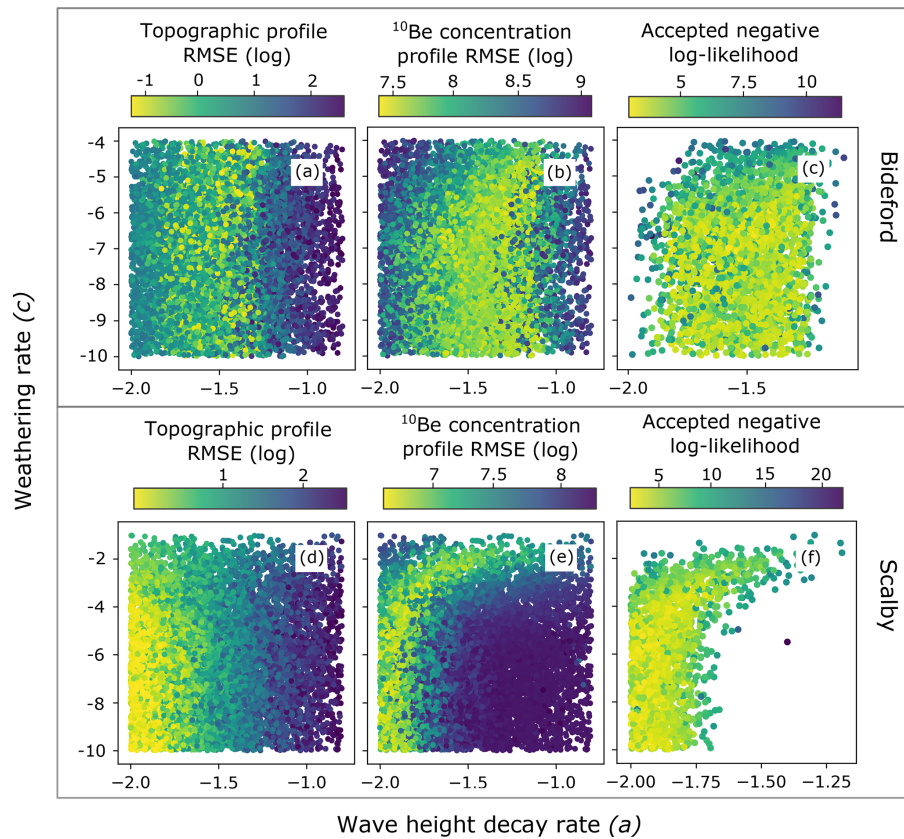 Topographic profile
RMSE (log)
-1 0 1 2
¹⁰Be concentration
profile RMSE (log)
7.5 8 8.5 9
Accepted negative
log-likelihood
5 7.5 10
-4
-5
-6
-7
-8
-9
-10
(a)
(b)
(c)
−2.0 −1.5 −1.0
−2.0 −1.5 −1.0
−2.0 −1.5
Bideford
Weathering rate (c)
Topographic profile
RMSE (log)
1 2
¹⁰Be concentration
profile RMSE (log)
7 7.5 8
Accepted negative
log-likelihood
5 10 15 20
-2
-4
-6
-8
-10
(d)
(e)
(f)
−2.0 −1.5 −1.0
−2.0 −1.5 −1.0
−2.00 −1.75 −1.50 −1.25
Scalby
Wave height decay rate (a)